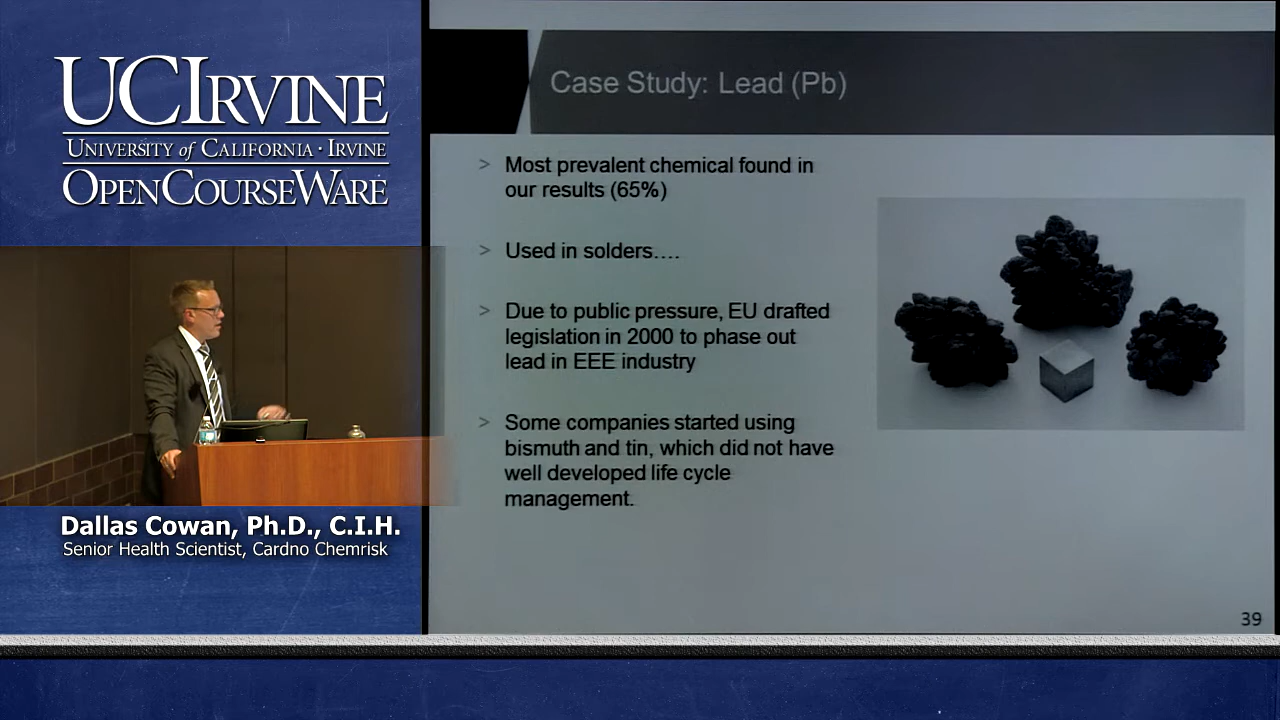 UCIRVINE
UNIVERSITY of CALIFORNIA · IRVINE
OPENCOURSEWARE
Dallas Cowan, Ph.D., C.I.H.
Senior Health Scientist, Cardno Chemrisk
Case Study: Lead (Pb)
> Most prevalent chemical found in
our results (65%)
> Used in solders....
> Due to public pressure, EU drafted
legislation in 2000 to phase out
lead in EEE industry
> Some companies started using
bismuth and tin, which did not have
well developed life cycle
management.
39